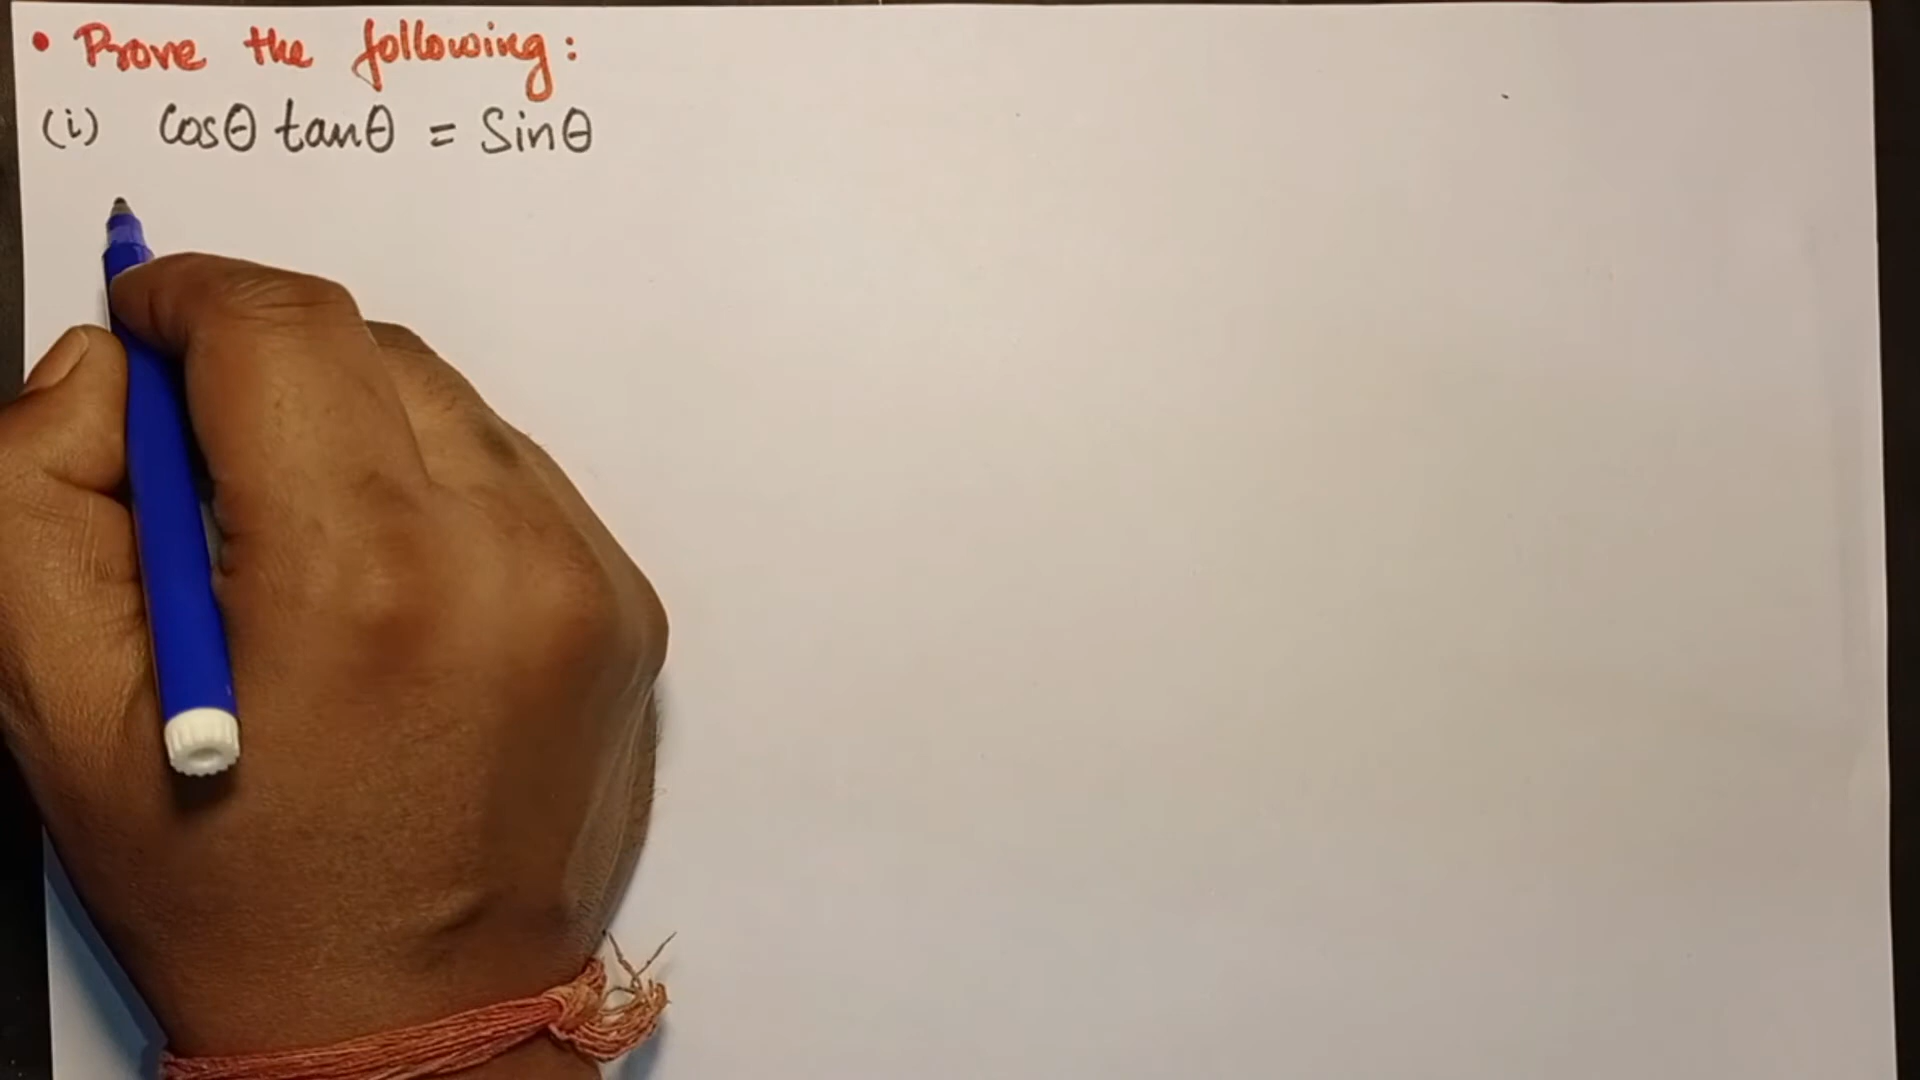 • Prove the following:
(i) Cosθ tanθ = Sinθ